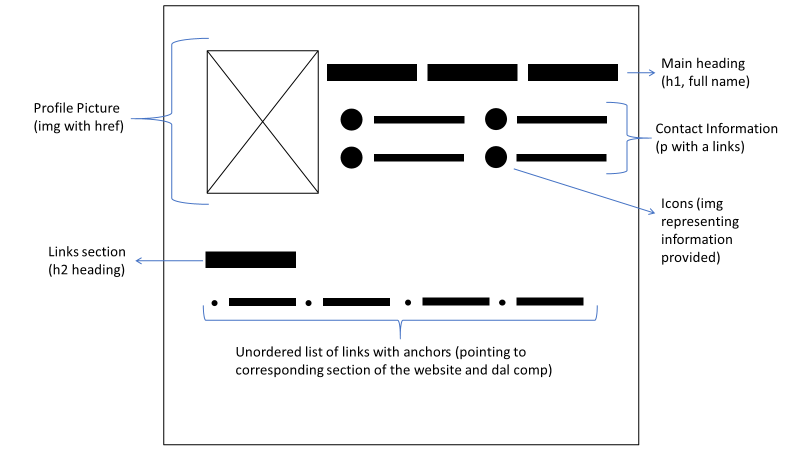 Main heading
(h1, full name)
Profile Picture
(img with href)
Contact Information
(p with a links)
Icons (img
representing
information
provided)
Links section
(h2 heading)
Unordered list of links with anchors (pointing to
corresponding section of the website and dal comp)